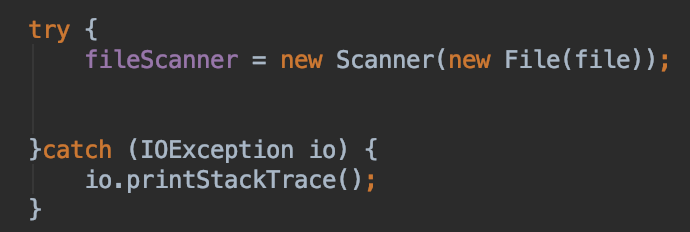 try {
    fileScanner = new Scanner(new File(file));
}catch (IOException io) {
    io.printStackTrace();
}